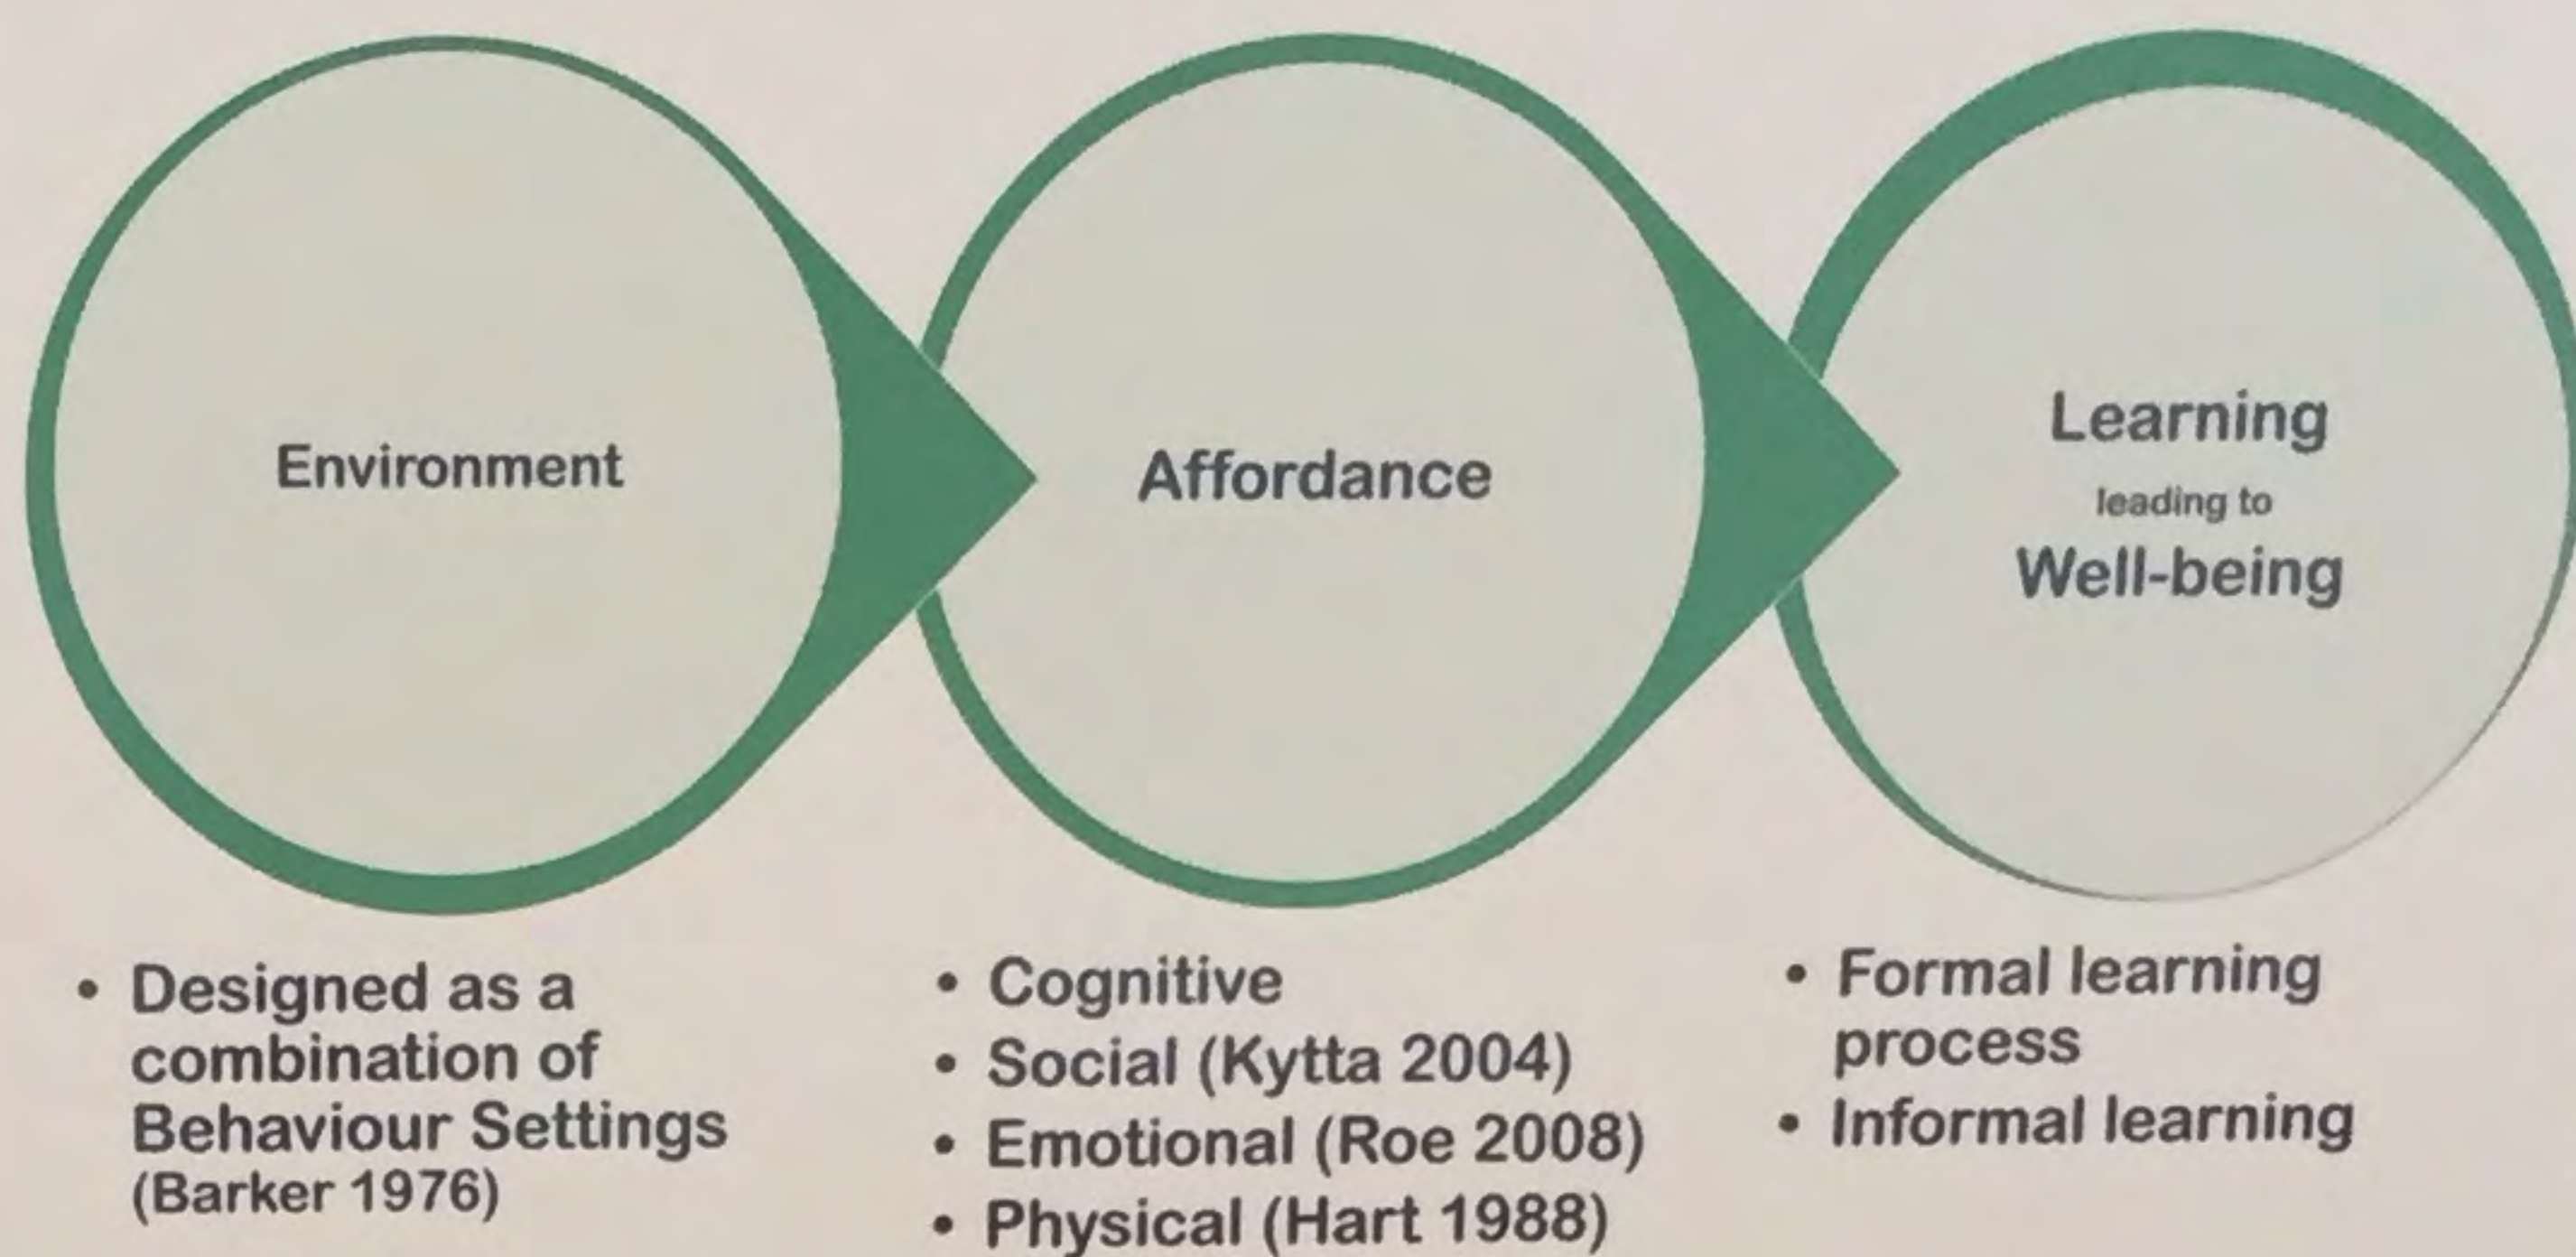 Environment
Affordance
Learning
leading to
Well-being
• Designed as a
combination of
Behaviour Settings
(Barker 1976)
• Cognitive
• Social (Kytta 2004)
• Emotional (Roe 2008)
• Physical (Hart 1988)
• Formal learning
process
• Informal learning